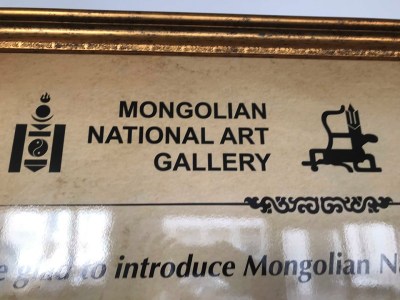 MONGOLIAN
NATIONAL ART
GALLERY
glad to introduce Mongolian